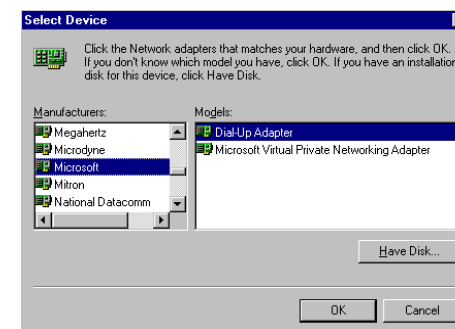 Select Device
Click the Network adapters that matches your hardware, and then click OK.
If you don't know which model you have, click OK. If you have an installation
disk for this device, click Have Disk.
Manufacturers:
Models:
Megahertz
Microdyne
Microsoft
Mitron
National Datacomm
Dial-Up Adapter
Microsoft Virtual Private Networking Adapter
Have Disk...
OK
Cancel